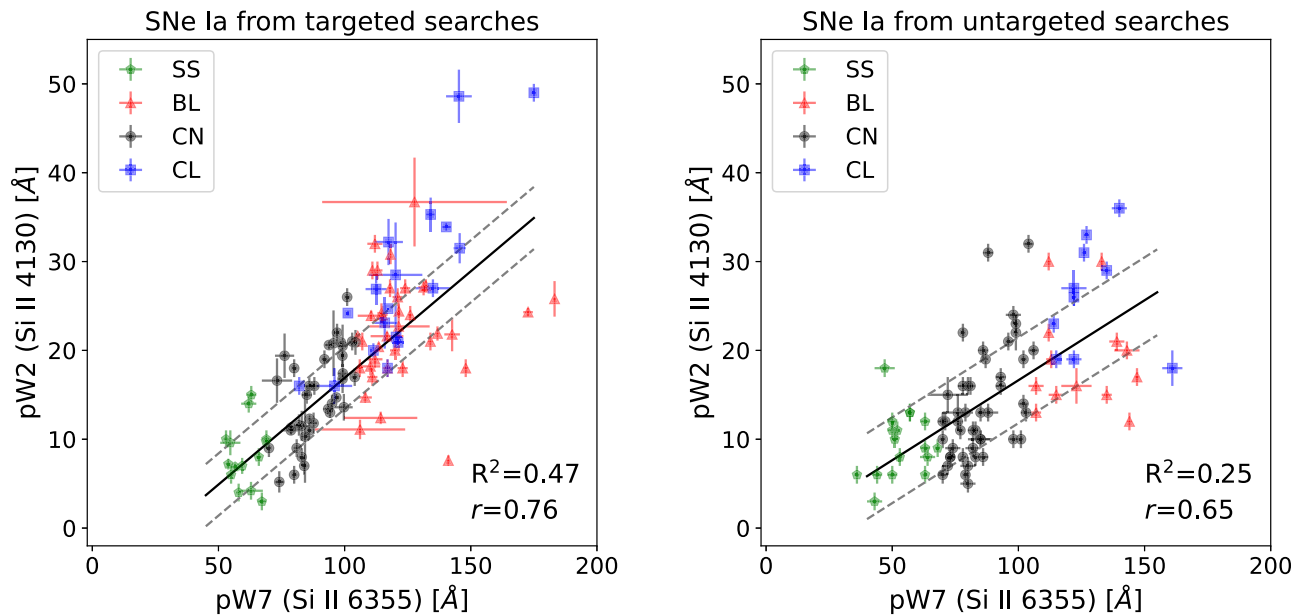 SNe Ia from targeted searches
SS
BL
CN
CL
50
40
30
20
10
0
pW2 (Si II 4130) [Å]
R²=0.47
r=0.76
0 50 100 150 200
pW7 (Si II 6355) [Å]
SNe Ia from untargeted searches
SS
BL
CN
CL
50
40
30
20
10
0
pW2 (Si II 4130) [Å]
R²=0.25
r=0.65
0 50 100 150 200
pW7 (Si II 6355) [Å]